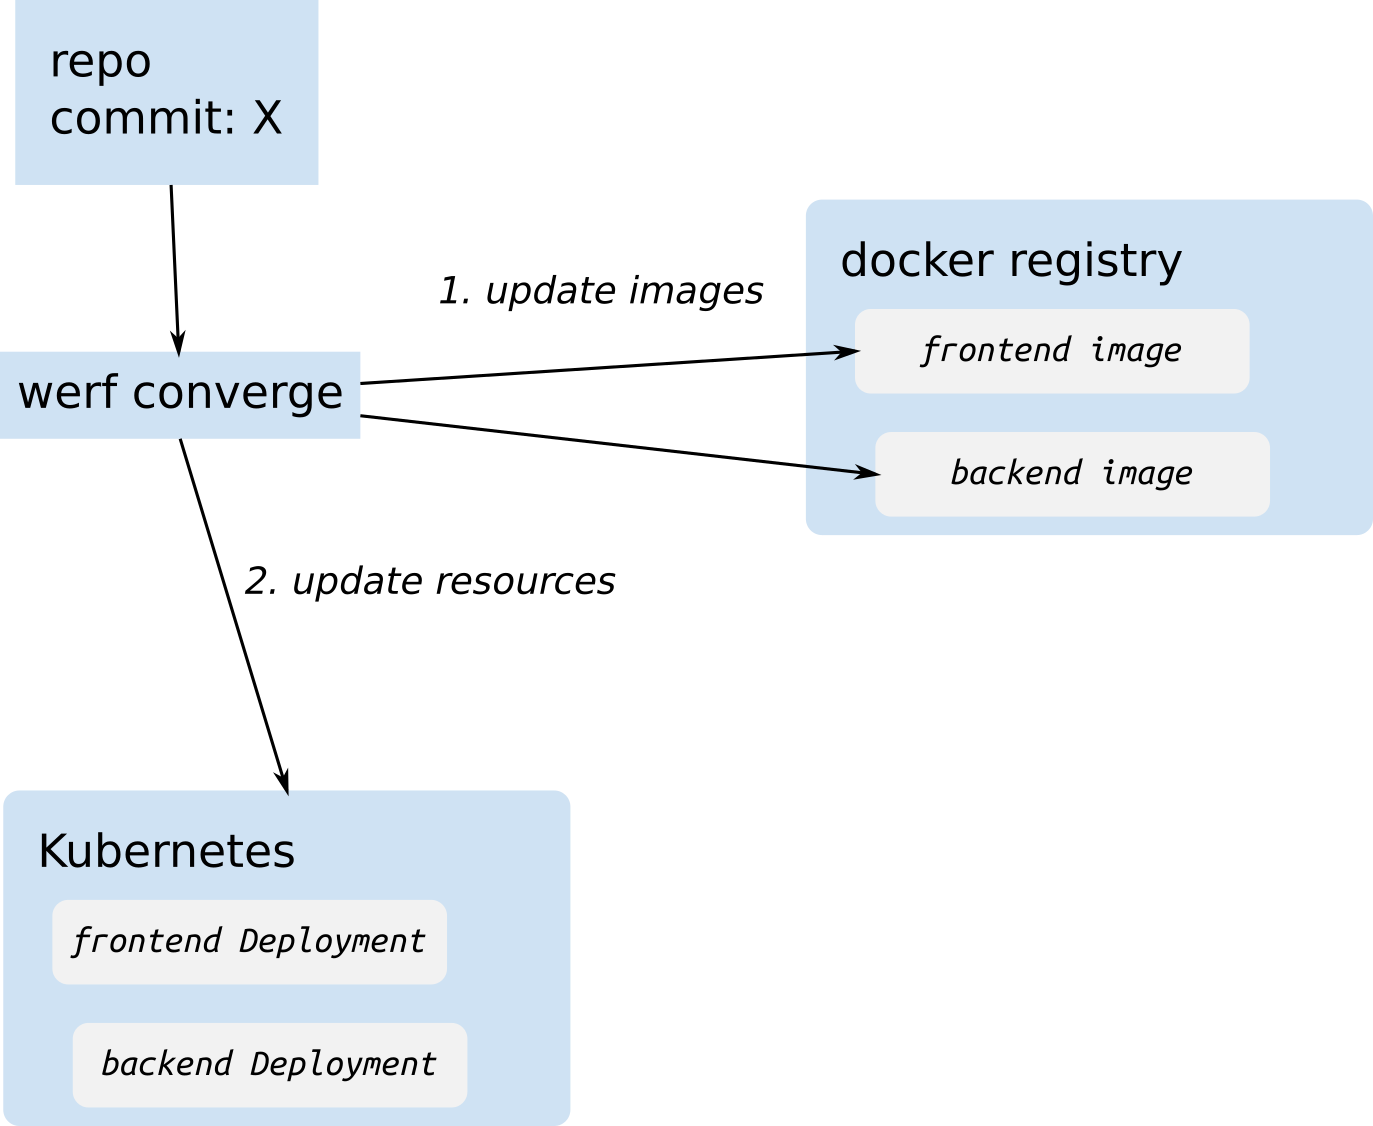 repo
commit: X
docker registry
1. update images
frontend image
werf converge
backend image
2. update resources
Kubernetes
frontend Deployment
backend Deployment